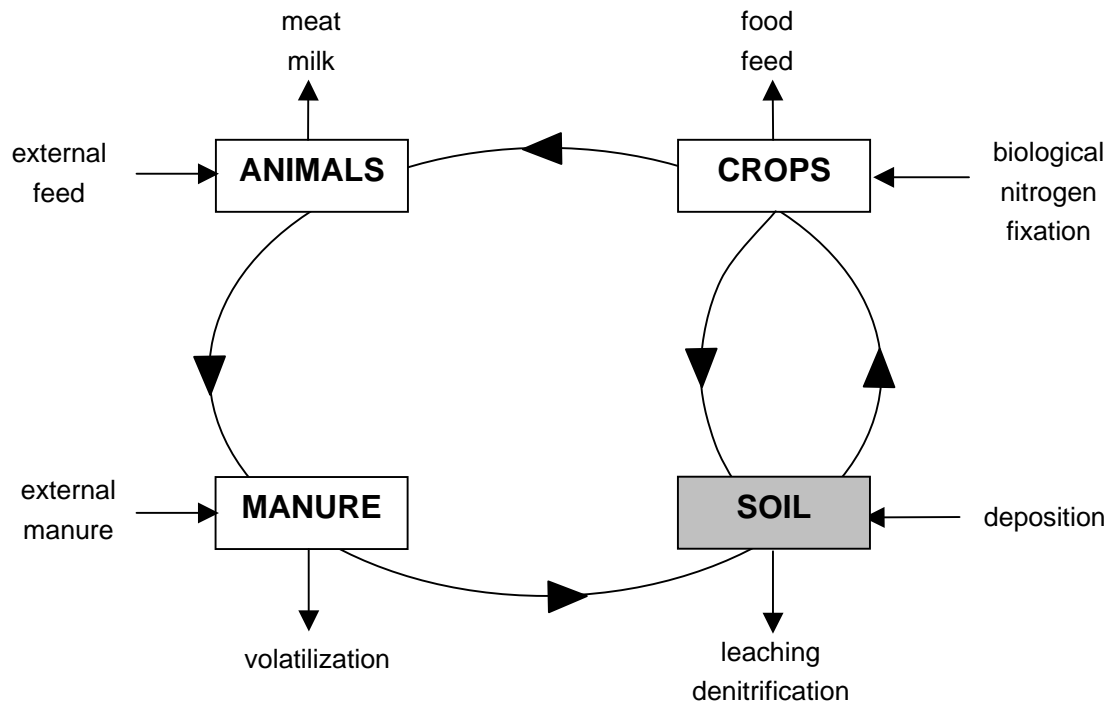 meat
milk
food
feed
external
feed
ANIMALS
CROPS
biological
nitrogen
fixation
external
manure
MANURE
SOIL
deposition
volatilization
leaching
denitrification